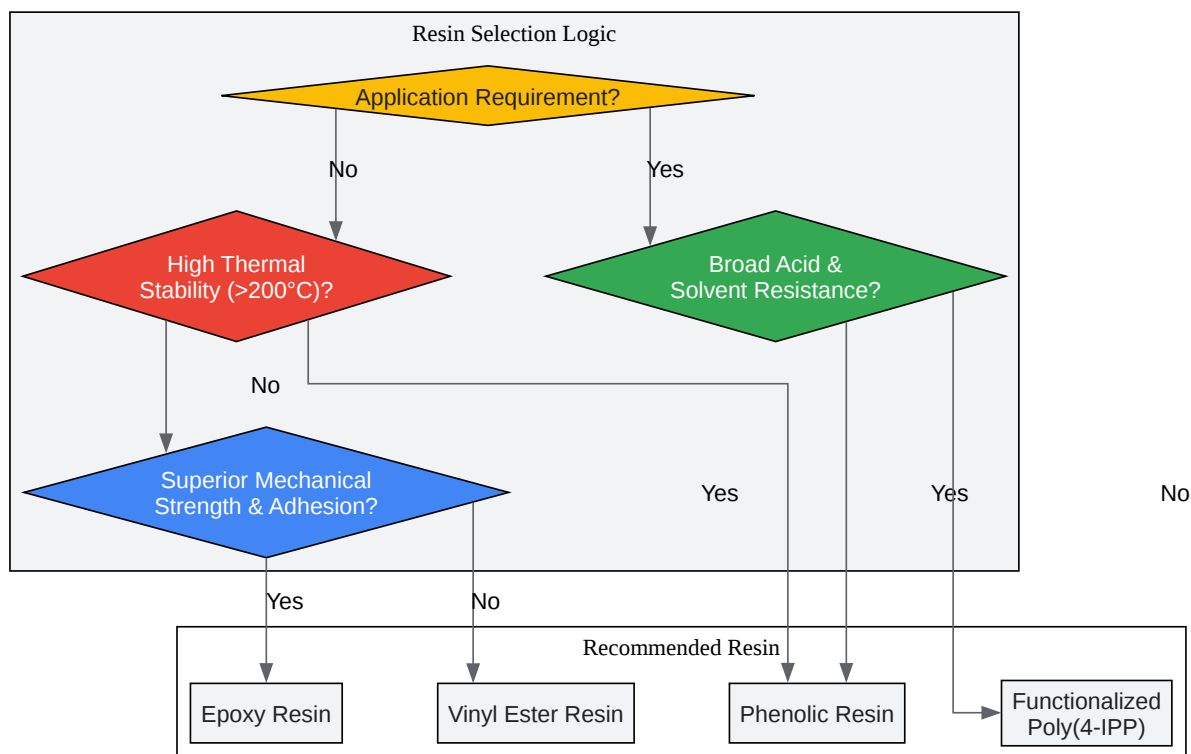 Resin Selection Logic
Application Requirement?
No
Yes
High Thermal
Stability (>200°C)?
Broad Acid &
Solvent Resistance?
No
Superior Mechanical
Strength & Adhesion?
Yes
Yes
No
Yes
No
Recommended Resin
Epoxy Resin
Vinyl Ester Resin
Phenolic Resin
Functionalized
Poly(4-IPP)